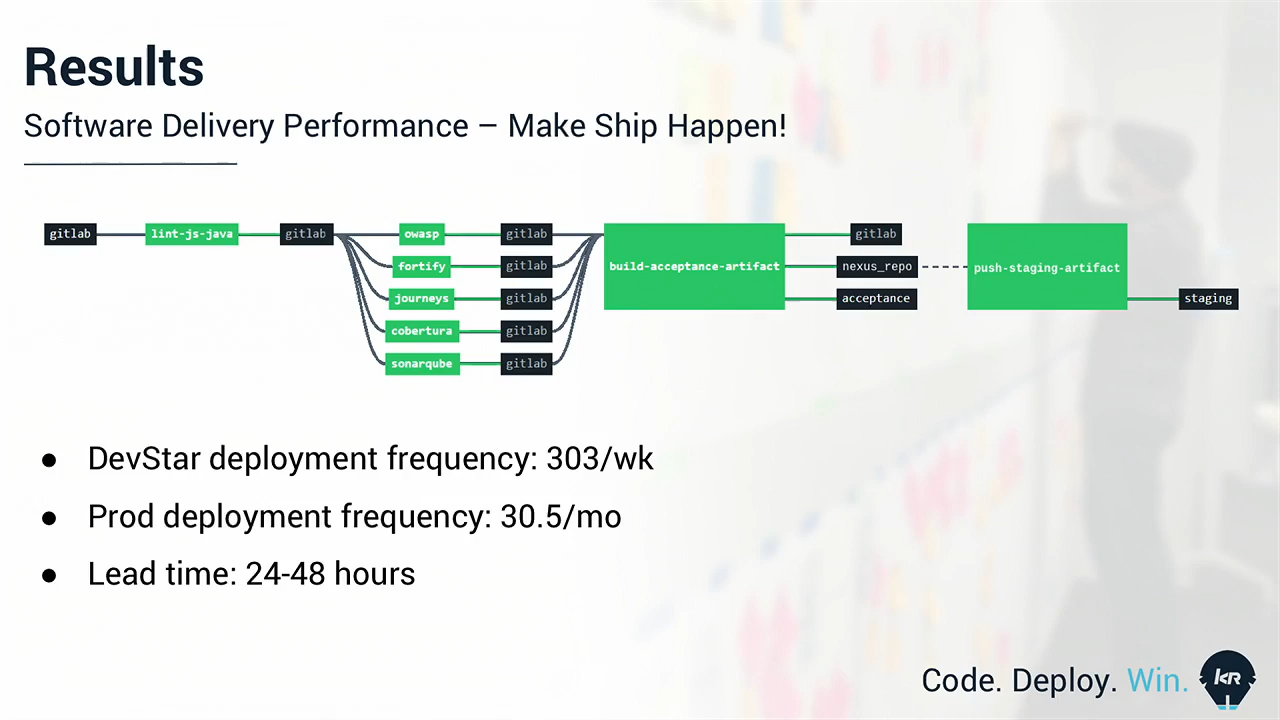 Results
Software Delivery Performance – Make Ship Happen!
gitlab lint-js-java gitlab owasp gitlab build-acceptance-artifact gitlab push-staging-artifact
fortify gitlab nexus_repo
journeys gitlab acceptance staging
cobertura gitlab
sonarqube gitlab
● DevStar deployment frequency: 303/wk
● Prod deployment frequency: 30.5/mo
● Lead time: 24-48 hours
Code. Deploy. Win. kR